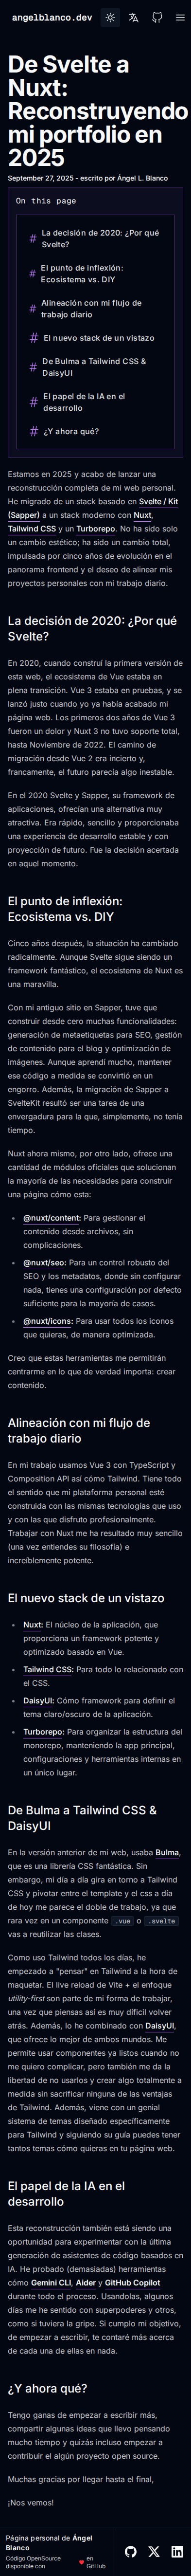 angelblanco.dev
De Svelte a
Nuxt:
Reconstruyendo
mi portfolio en
2025
September 27, 2025 - escrito por Ángel L. Blanco
On this page
# La decisión de 2020: ¿Por qué
Svelte?
# El punto de inflexión:
Ecosistema vs. DIY
# Alineación con mi flujo de
trabajo diario
# El nuevo stack de un vistazo
# De Bulma a Tailwind CSS &
DaisyUI
# El papel de la IA en el
desarrollo
# ¿Y ahora qué?
Estamos en 2025 y acabo de lanzar una
reconstrucción completa de mi web personal.
He migrado de un stack basado en Svelte / Kit
(Sapper) a un stack moderno con Nuxt,
Tailwind CSS y un Turborepo. No ha sido solo
un cambio estético; ha sido un cambio total,
impulsada por cinco años de evolución en el
panorama frontend y el deseo de alinear mis
proyectos personales con mi trabajo diario.
La decisión de 2020: ¿Por qué
Svelte?
En 2020, cuando construí la primera versión de
esta web, el ecosistema de Vue estaba en
plena transición. Vue 3 estaba en pruebas, y se
lanzó justo cuando yo ya había acabado mi
página web. Los primeros dos años de Vue 3
fueron un dolor y Nuxt 3 no tuvo soporte total,
hasta Noviembre de 2022. El camino de
migración desde Vue 2 era incierto y,
francamente, el futuro parecía algo inestable.
En el 2020 Svelte y Sapper, su framework de
aplicaciones, ofrecían una alternativa muy
atractiva. Era rápido, sencillo y proporcionaba
una experiencia de desarrollo estable y con
proyección de futuro. Fue la decisión acertada
en aquel momento.
El punto de inflexión:
Ecosistema vs. DIY
Cinco años después, la situación ha cambiado
radicalmente. Aunque Svelte sigue siendo un
framework fantástico, el ecosistema de Nuxt es
una maravilla.
Con mi antiguo sitio en Sapper, tuve que
construir desde cero muchas funcionalidades:
generación de metaetiquetas para SEO, gestión
de contenido para el blog y optimización de
imágenes. Aunque aprendí mucho, mantener
ese código a medida se convirtió en un
engorro. Además, la migración de Sapper a
SvelteKit resultó ser una tarea de una
envergadura para la que, simplemente, no tenía
tiempo.
Nuxt ahora mismo, por otro lado, ofrece una
cantidad de módulos oficiales que solucionan
la mayoría de las necesidades para construir
una página cómo esta:
• @nuxt/content: Para gestionar el
contenido desde archivos, sin
complicaciones.
• @nuxt/seo: Para un control robusto del
SEO y los metadatos, donde sin configurar
nada, tienes una configuración por defecto
suficiente para la mayoría de casos.
• @nuxt/icons: Para usar todos los iconos
que quieras, de manera optimizada.
Creo que estas herramientas me permitirán
centrarme en lo que de verdad importa: crear
contenido.
Alineación con mi flujo de
trabajo diario
En mi trabajo usamos Vue 3 con TypeScript y
Composition API así cómo Tailwind. Tiene todo
el sentido que mi plataforma personal esté
construida con las mismas tecnologías que uso
y con las que disfruto profesionalmente.
Trabajar con Nuxt me ha resultado muy sencillo
(una vez entiendes su filosofía) e
increíblemente potente.
El nuevo stack de un vistazo
• Nuxt: El núcleo de la aplicación, que
proporciona un framework potente y
optimizado basado en Vue.
• Tailwind CSS: Para todo lo relacionado con
el CSS.
• DaisyUI: Cómo framework para definir el
tema claro/oscuro de la aplicación.
• Turborepo: Para organizar la estructura del
monorepo, manteniendo la app principal,
configuraciones y herramientas internas en
un único lugar.
De Bulma a Tailwind CSS &
DaisyUI
En la versión anterior de mi web, usaba Bulma,
que es una librería CSS fantástica. Sin
embargo, mi día a día gira en torno a Tailwind
CSS y pivotar entre el template y el css a día
de hoy me parece el doble de trabajo, ya que
rara vez en un componente .vue o .svelte
vas a reutilizar las clases.
Como uso Tailwind todos los días, he
empezado a "pensar" en Tailwind a la hora de
maquetar. El live reload de Vite + el enfoque
utility-first son parte de mi forma de trabajar,
una vez que piensas así es muy difícil volver
atrás. Además, lo he combinado con DaisyUI,
que ofrece lo mejor de ambos mundos. Me
permite usar componentes ya listos cuando no
me quiero complicar, pero también me da la
libertad de no usarlos y crear algo totalmente a
medida sin sacrificar ninguna de las ventajas
de Tailwind. Además, viene con un genial
sistema de temas diseñado específicamente
para Tailwind y siguiendo su guía puedes tener
tantos temas cómo quieras en tu página web.
El papel de la IA en el
desarrollo
Esta reconstrucción también está siendo una
oportunidad para experimentar con la última
generación de asistentes de código basados en
IA. He probado (demasiadas) herramientas
cómo Gemini CLI, Aider y GitHub Copilot
durante todo el proceso. Usandolas, algunos
días me he sentido con superpoderes y otros,
como si tuviera la gripe. Si cumplo mi objetivo,
de empezar a escribir, te contaré más acerca
de cada una de ellas en nada.
¿Y ahora qué?
Tengo ganas de empezar a escribir más,
compartir algunas ideas que llevo pensando
mucho tiempo y quizás incluso empezar a
contribuir el algún proyecto open source.
Muchas gracias por llegar hasta el final,
¡Nos vemos!
Página personal de Ángel
Blanco
Código OpenSource
disponible con ♥ en
GitHub